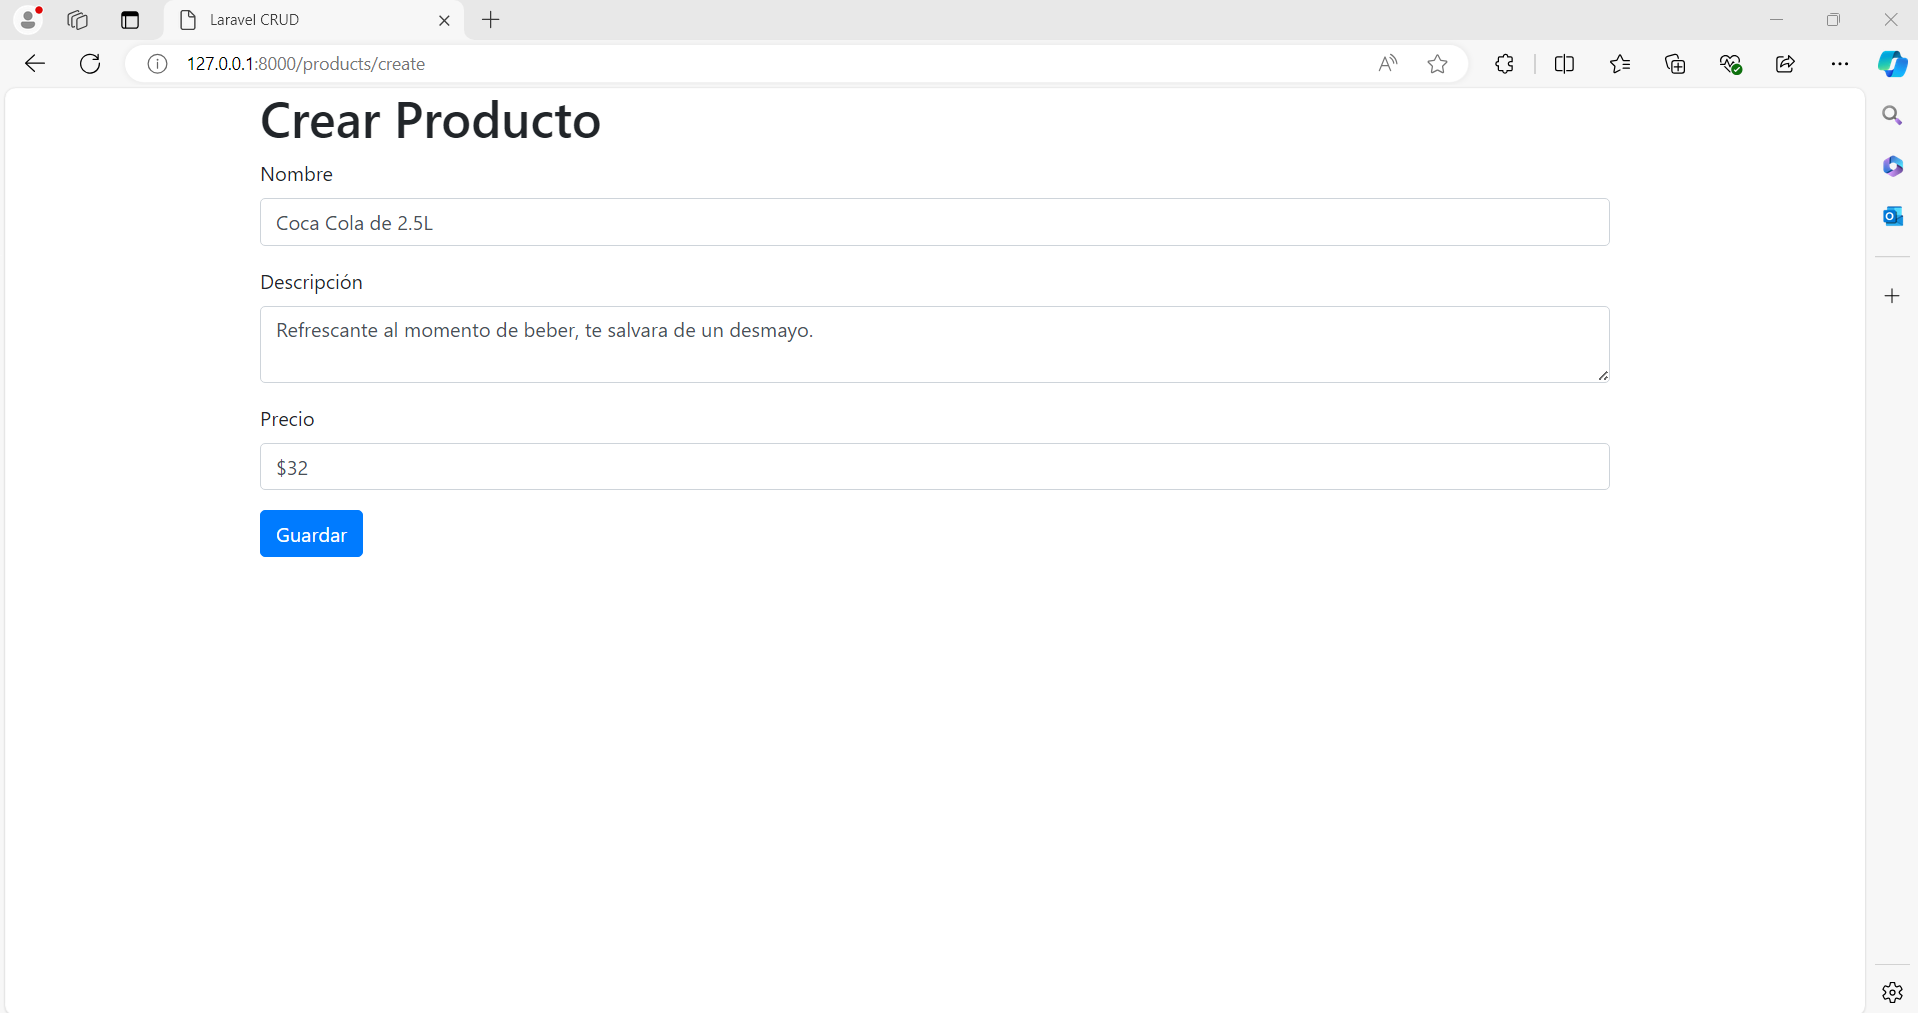 Laravel CRUD
127.0.0.1:8000/products/create
Crear Producto
Nombre
Coca Cola de 2.5L
Descripción
Refrescante al momento de beber, te salvara de un desmayo.
Precio
$32
Guardar